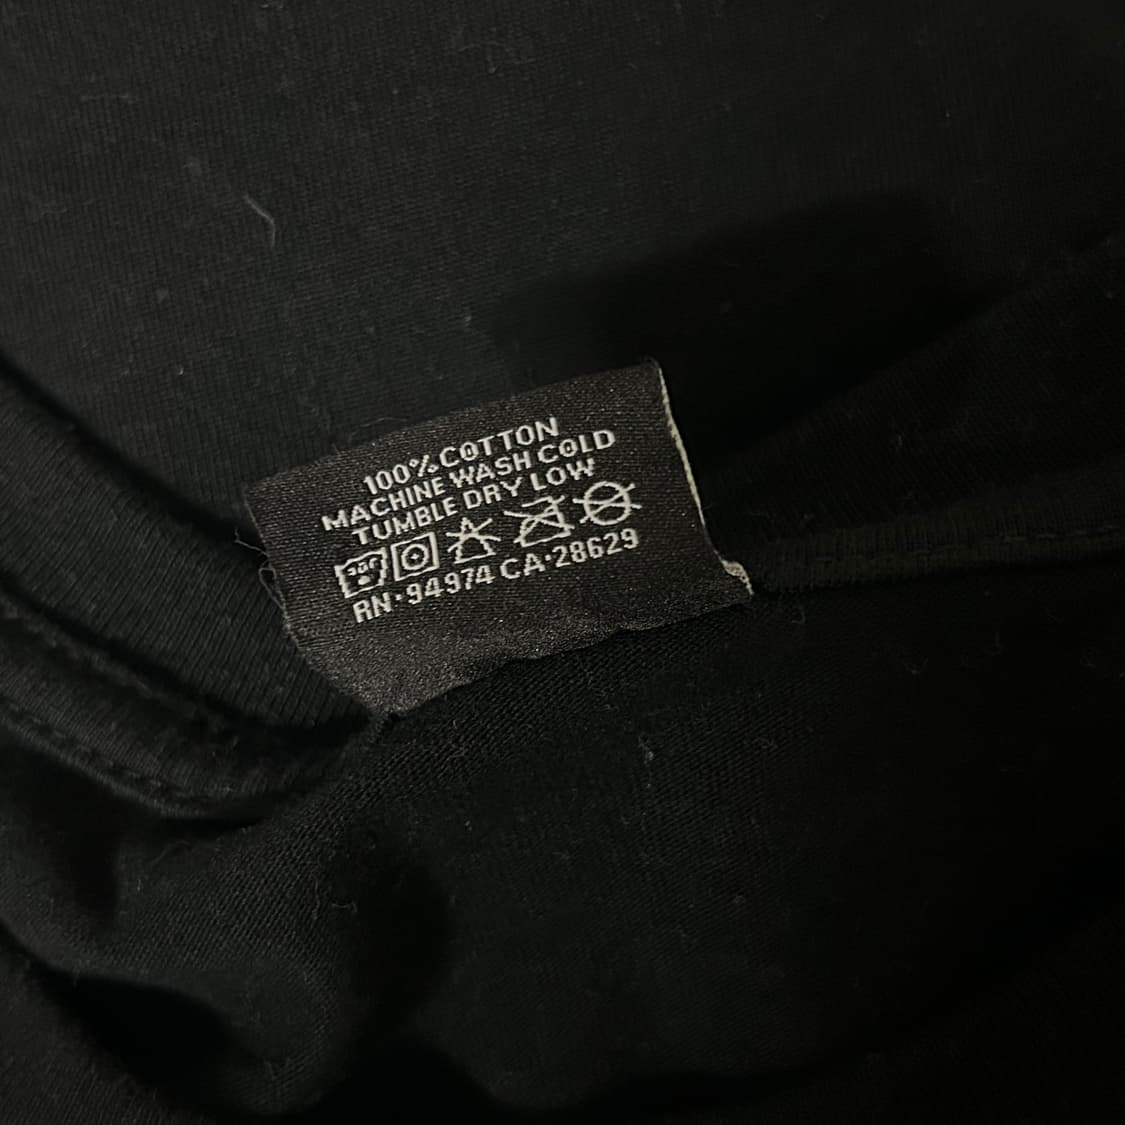 100% COTTON
MACHINE WASH COLD
TUMBLE DRY LOW
RN·94974 CA·28629